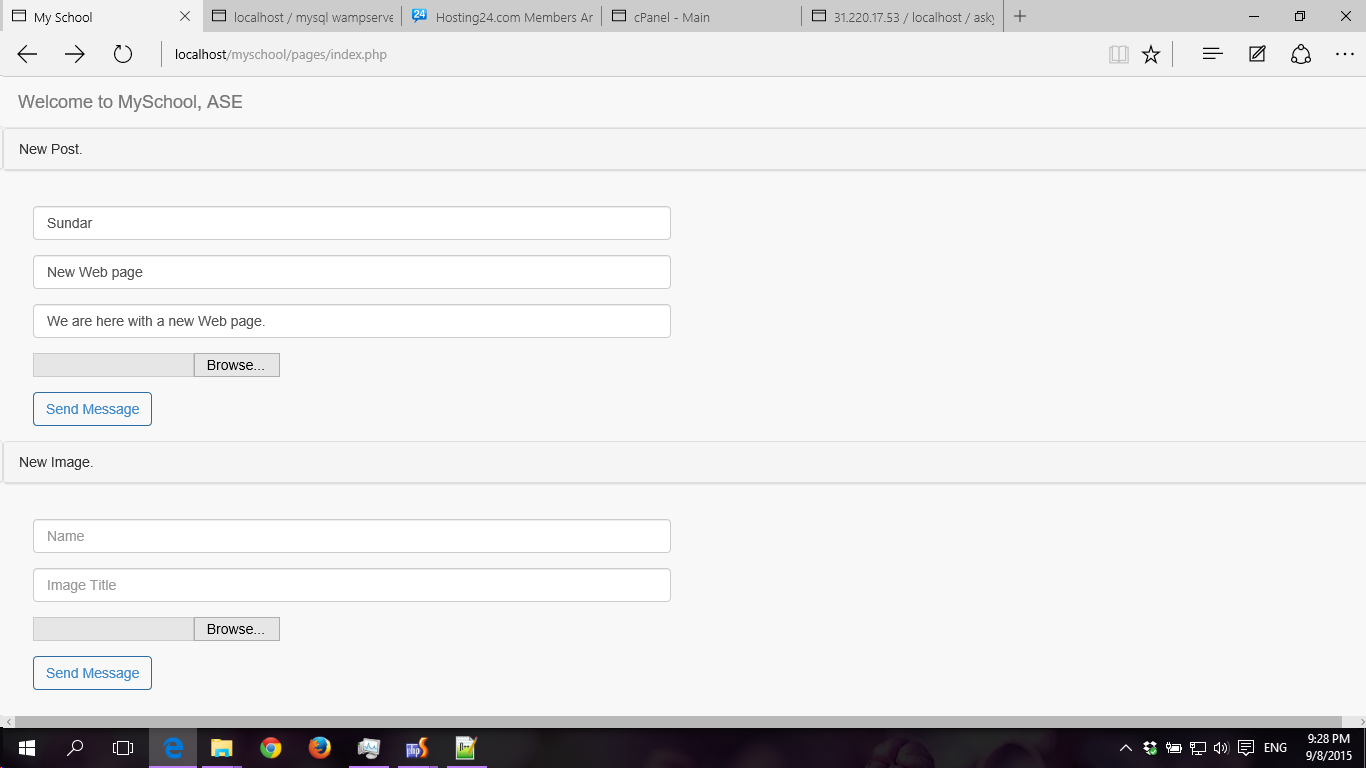 My School
localhost / mysql wampserve
Hosting24.com Members Ar
cPanel - Main
31.220.17.53 / localhost / asky
localhost/myschool/pages/index.php
Welcome to MySchool, ASE
New Post.
Sundar
New Web page
We are here with a new Web page.
Browse...
Send Message
New Image.
Name
Image Title
Browse...
Send Message
ENG
9:28 PM
9/8/2015